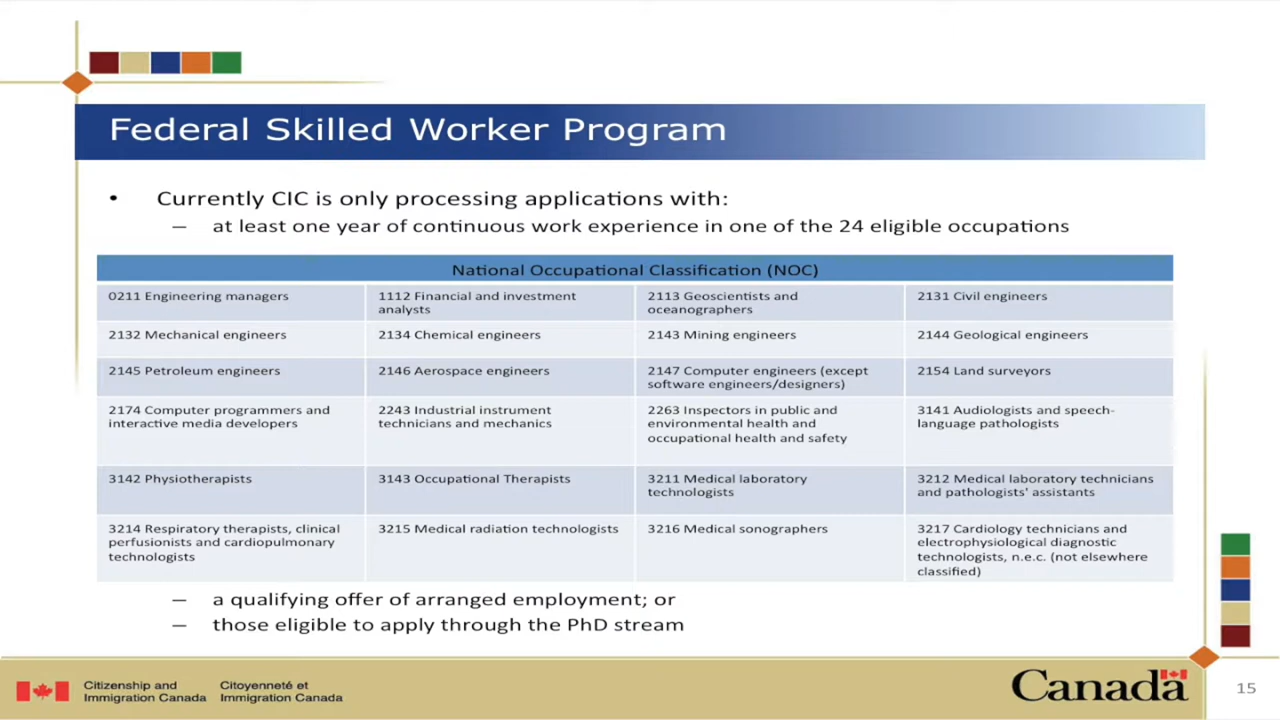 Federal Skilled Worker Program
• Currently CIC is only processing applications with:
– at least one year of continuous work experience in one of the 24 eligible occupations
National Occupational Classification (NOC)
0211 Engineering managers
1112 Financial and investment
analysts
2113 Geoscientists and
oceanographers
2131 Civil engineers
2132 Mechanical engineers
2134 Chemical engineers
2143 Mining engineers
2144 Geological engineers
2145 Petroleum engineers
2146 Aerospace engineers
2147 Computer engineers (except
software engineers/designers)
2154 Land surveyors
2174 Computer programmers and
interactive media developers
2243 Industrial instrument
technicians and mechanics
2263 Inspectors in public and
environmental health and
occupational health and safety
3141 Audiologists and speech-
language pathologists
3142 Physiotherapists
3143 Occupational Therapists
3211 Medical laboratory
technologists
3212 Medical laboratory technicians
and pathologists' assistants
3214 Respiratory therapists, clinical
perfusionists and cardiopulmonary
technologists
3215 Medical radiation technologists
3216 Medical sonographers
3217 Cardiology technicians and
electrophysiological diagnostic
technologists, n.e.c. (not elsewhere
classified)
– a qualifying offer of arranged employment; or
– those eligible to apply through the PhD stream
Citizenship and
Immigration Canada
Citoyenneté et
Immigration Canada
Canada
15